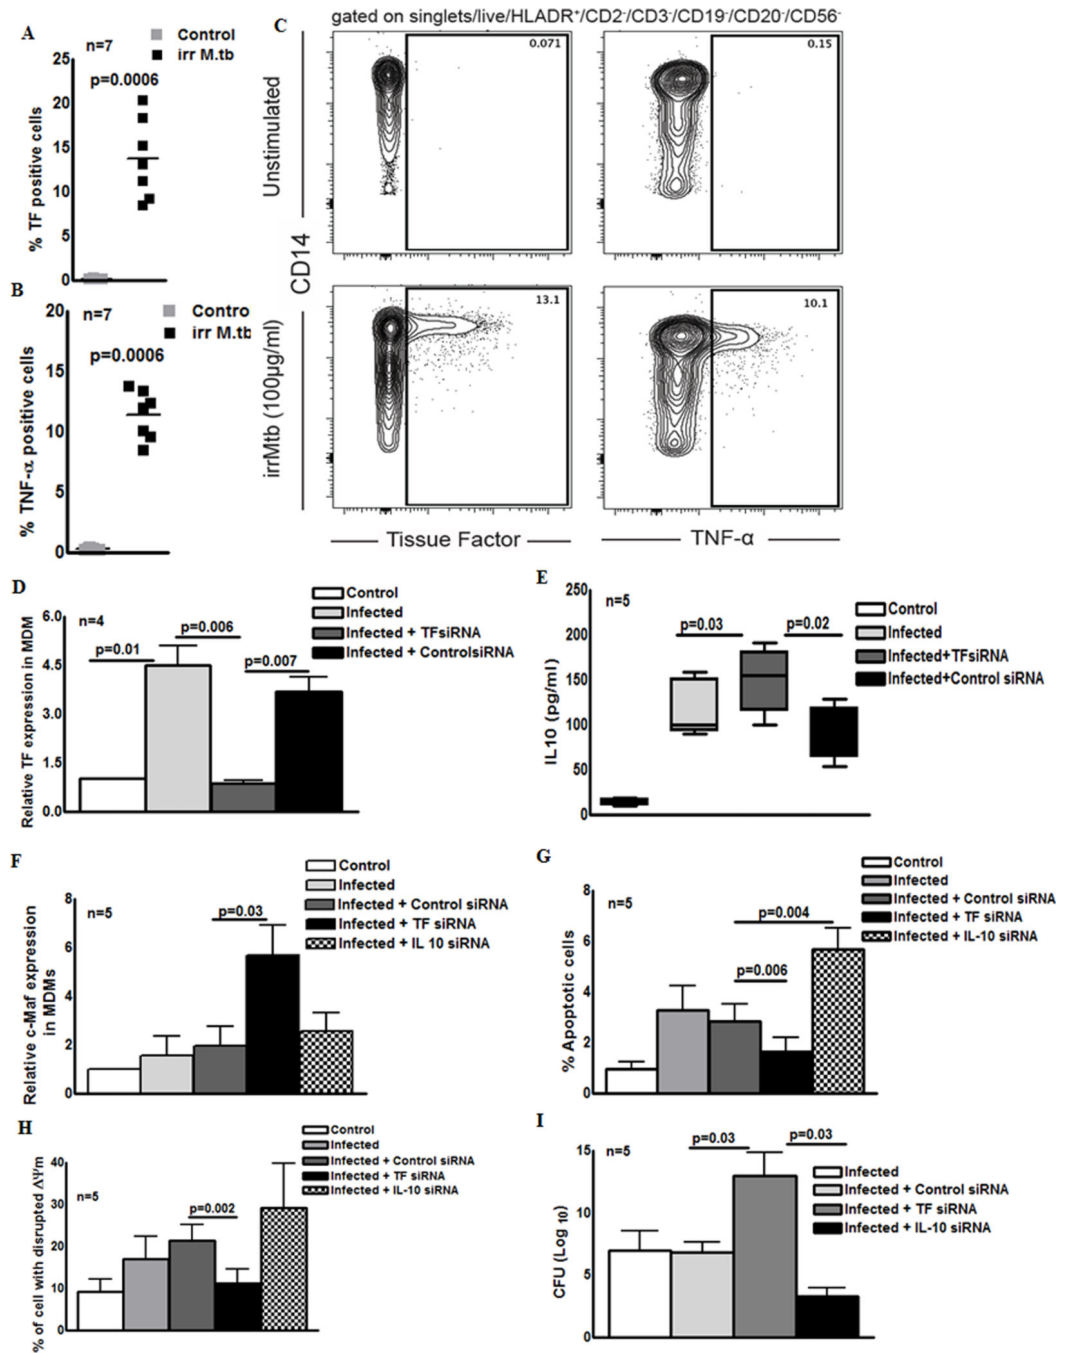 A
Control
irr M.tb
n=7
p=0.0006
% TF positive cells
25
20
15
10
5
0
B
Control
irr M.tb
n=7
p=0.0006
% TNF-α positive cells
20
15
10
5
0
C
gated on singlets/live/HLADR+/CD2-/CD3-/CD19-/CD20-/CD56-
Unstimulated
0.071
0.15
CD14
irrMtb (100µg/ml)
13.1
10.1
Tissue Factor
TNF-α
D
Control
Infected
Infected + TFsiRNA
Infected + ControlsiRNA
n=4
p=0.01
p=0.006
p=0.007
Relative TF expression in MDM
6.0
4.5
3.0
1.5
0.0
E
n=5
Control
Infected
Infected+TFsiRNA
Infected+Control siRNA
p=0.03
p=0.02
IL10 (pg/ml)
250
200
150
100
50
0
F
Control
Infected
Infected + Control siRNA
Infected + TF siRNA
Infected + IL 10 siRNA
n=5
p=0.03
Relative c-Maf expression
in MDMs
8
6
4
2
0
G
Control
Infected
Infected + Control siRNA
Infected + TF siRNA
Infected + IL-10 siRNA
n=5
p=0.004
p=0.006
% Apoptotic cells
8
6
4
2
0
H
Control
Infected
Infected + Control siRNA
Infected + TF siRNA
Infected + IL-10 siRNA
n=5
p=0.002
% of cell with disrupted ΔΨm
40
30
20
10
0
I
n=5
p=0.03
p=0.03
Infected
Infected + Control siRNA
Infected + TF siRNA
Infected + IL-10 siRNA
CFU (Log 10)
15
10
5
0